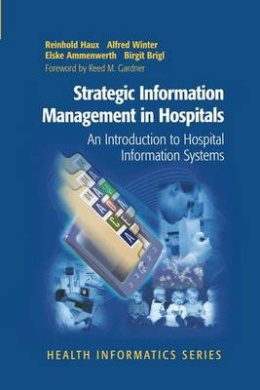 Reinhold Haux Alfred Winter
Elske Ammenwerth Birgit Brigl
Foreword by Reed M. Gardner
Strategic Information
Management in Hospitals
An Introduction to Hospital
Information Systems
HEALTH INFORMATICS SERIES